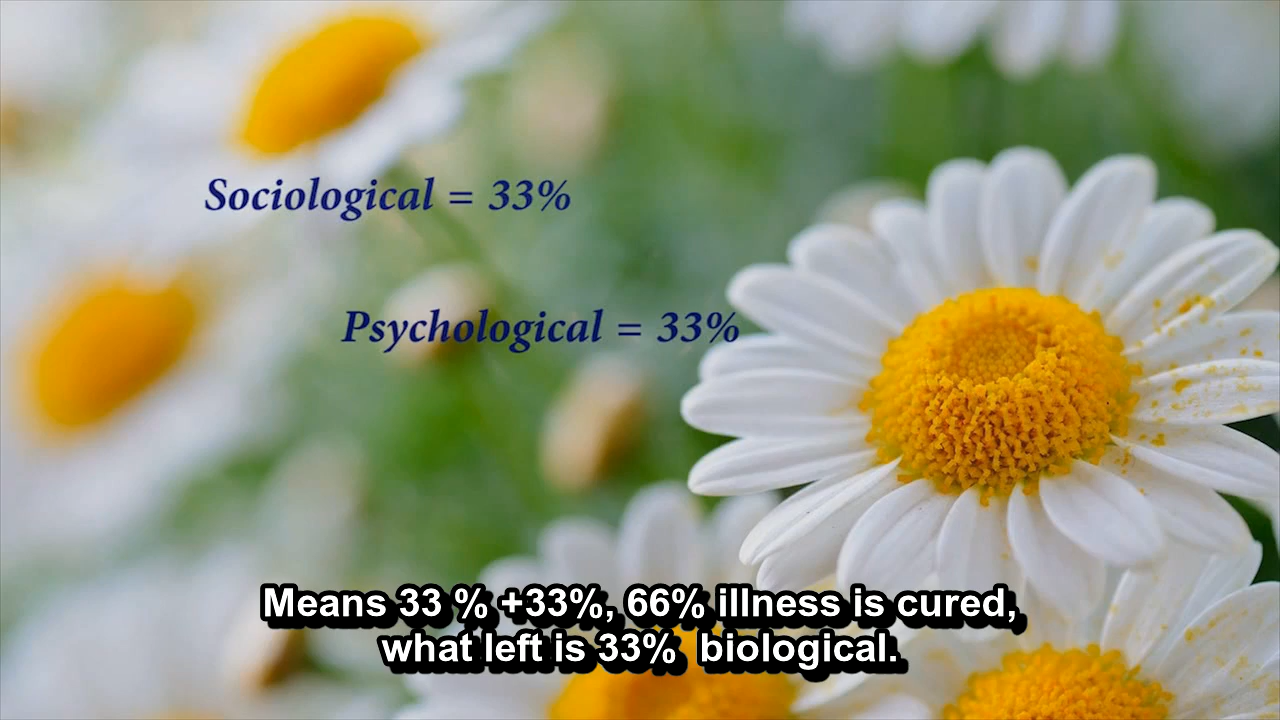 Sociological = 33%
Psychological = 33%
Means 33 % +33%, 66% illness is cured,
what left is 33%  biological.